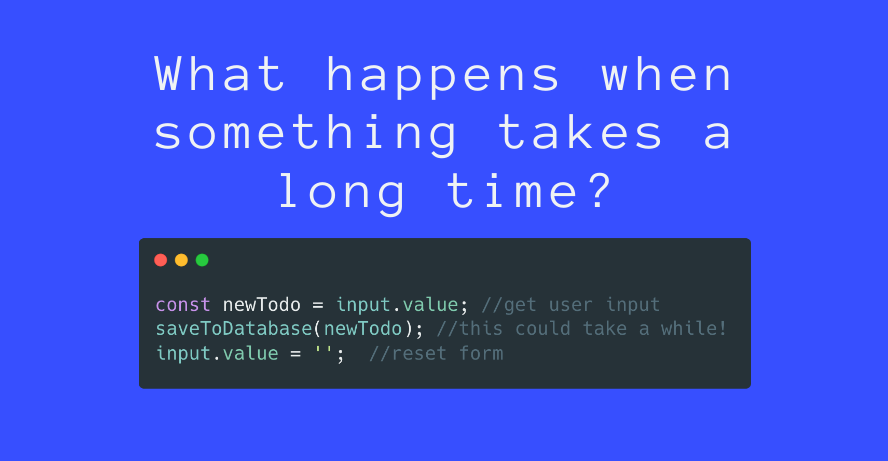 What happens when
something takes a
long time?
const newTodo = input.value; //get user input
saveToDatabase(newTodo); //this could take a while!
input.value = '';  //reset form